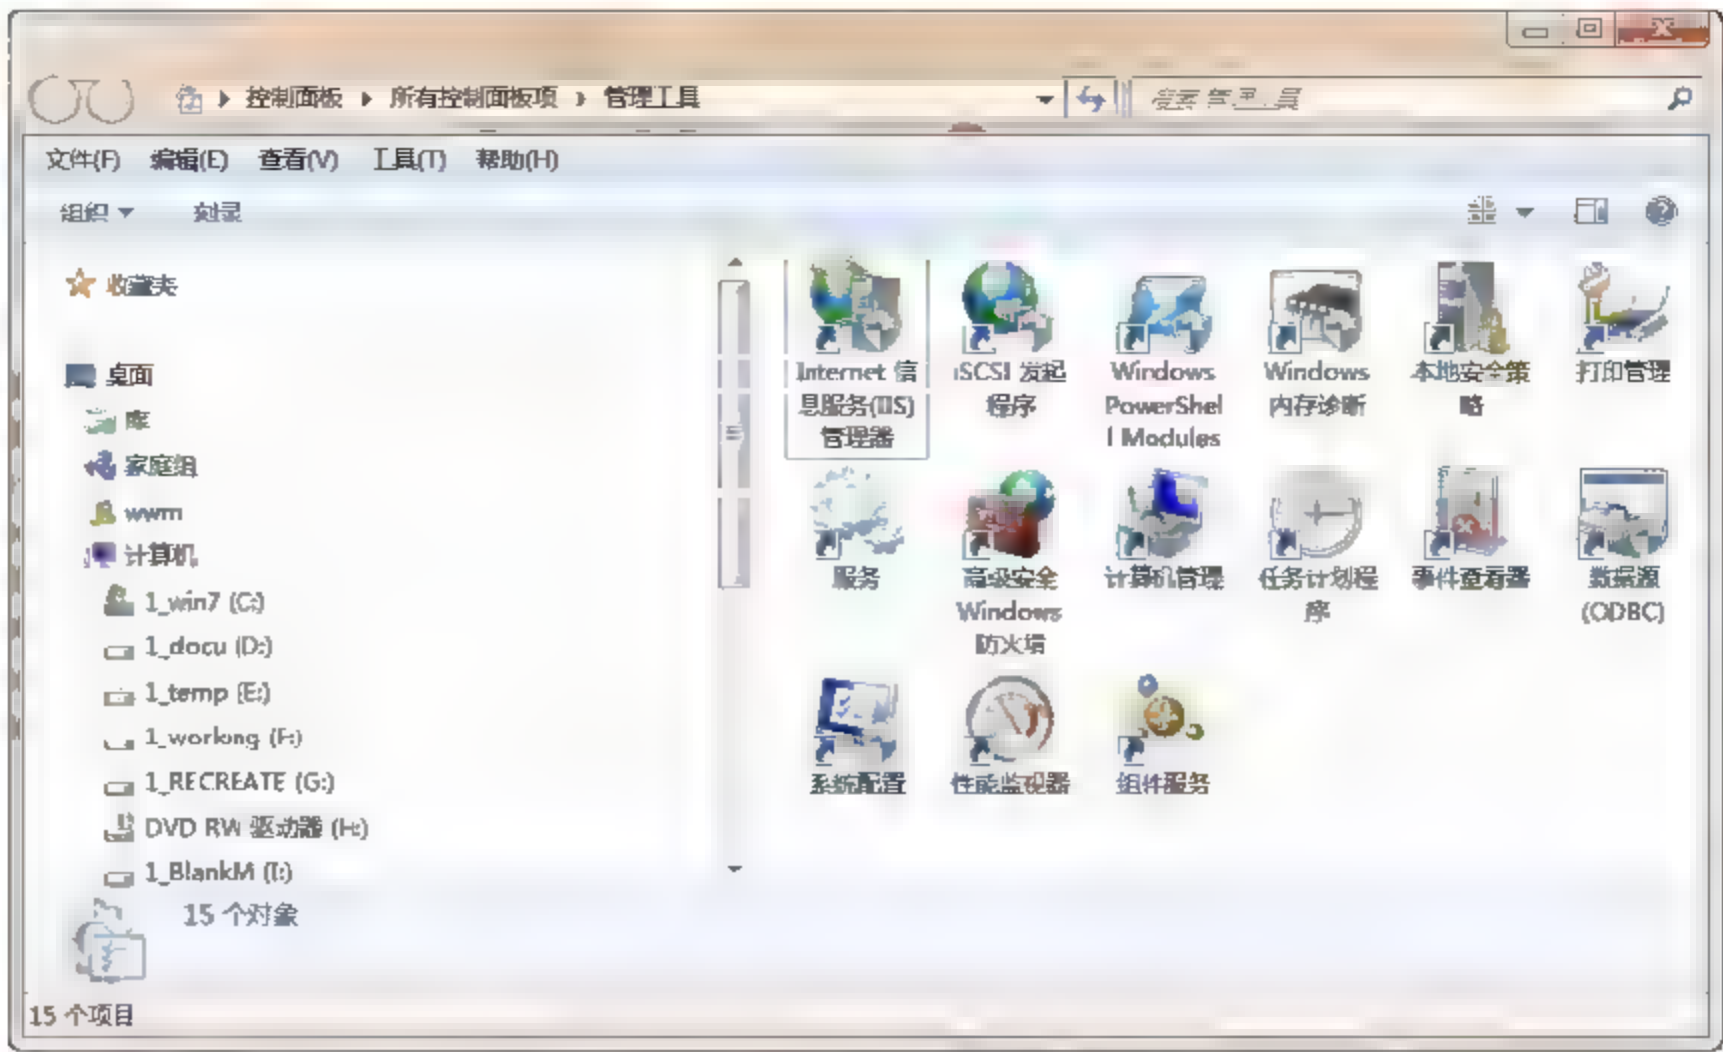 控制面板 ▸ 所有控制面板项 ▸ 管理工具
搜索 管理工具
文件(F) 编辑(E) 查看(V) 工具(T) 帮助(H)
组织 刻录
收藏夹
桌面
库
家庭组
wwm
计算机
1_win7 (C:)
1_docu (D:)
1_temp (E:)
1_working (F:)
1_RECREATE (G:)
DVD RW 驱动器 (H:)
1_BlankM (I:)
Internet 信
息服务(IIS)
管理器
iSCSI 发起
程序
Windows
PowerShel
l Modules
Windows
内存诊断
本地安全策
略
打印管理
服务
高级安全
Windows
防火墙
计算机管理
任务计划程
序
事件查看器
数据源
(ODBC)
系统配置
性能监视器
组件服务
15 个对象
15 个项目